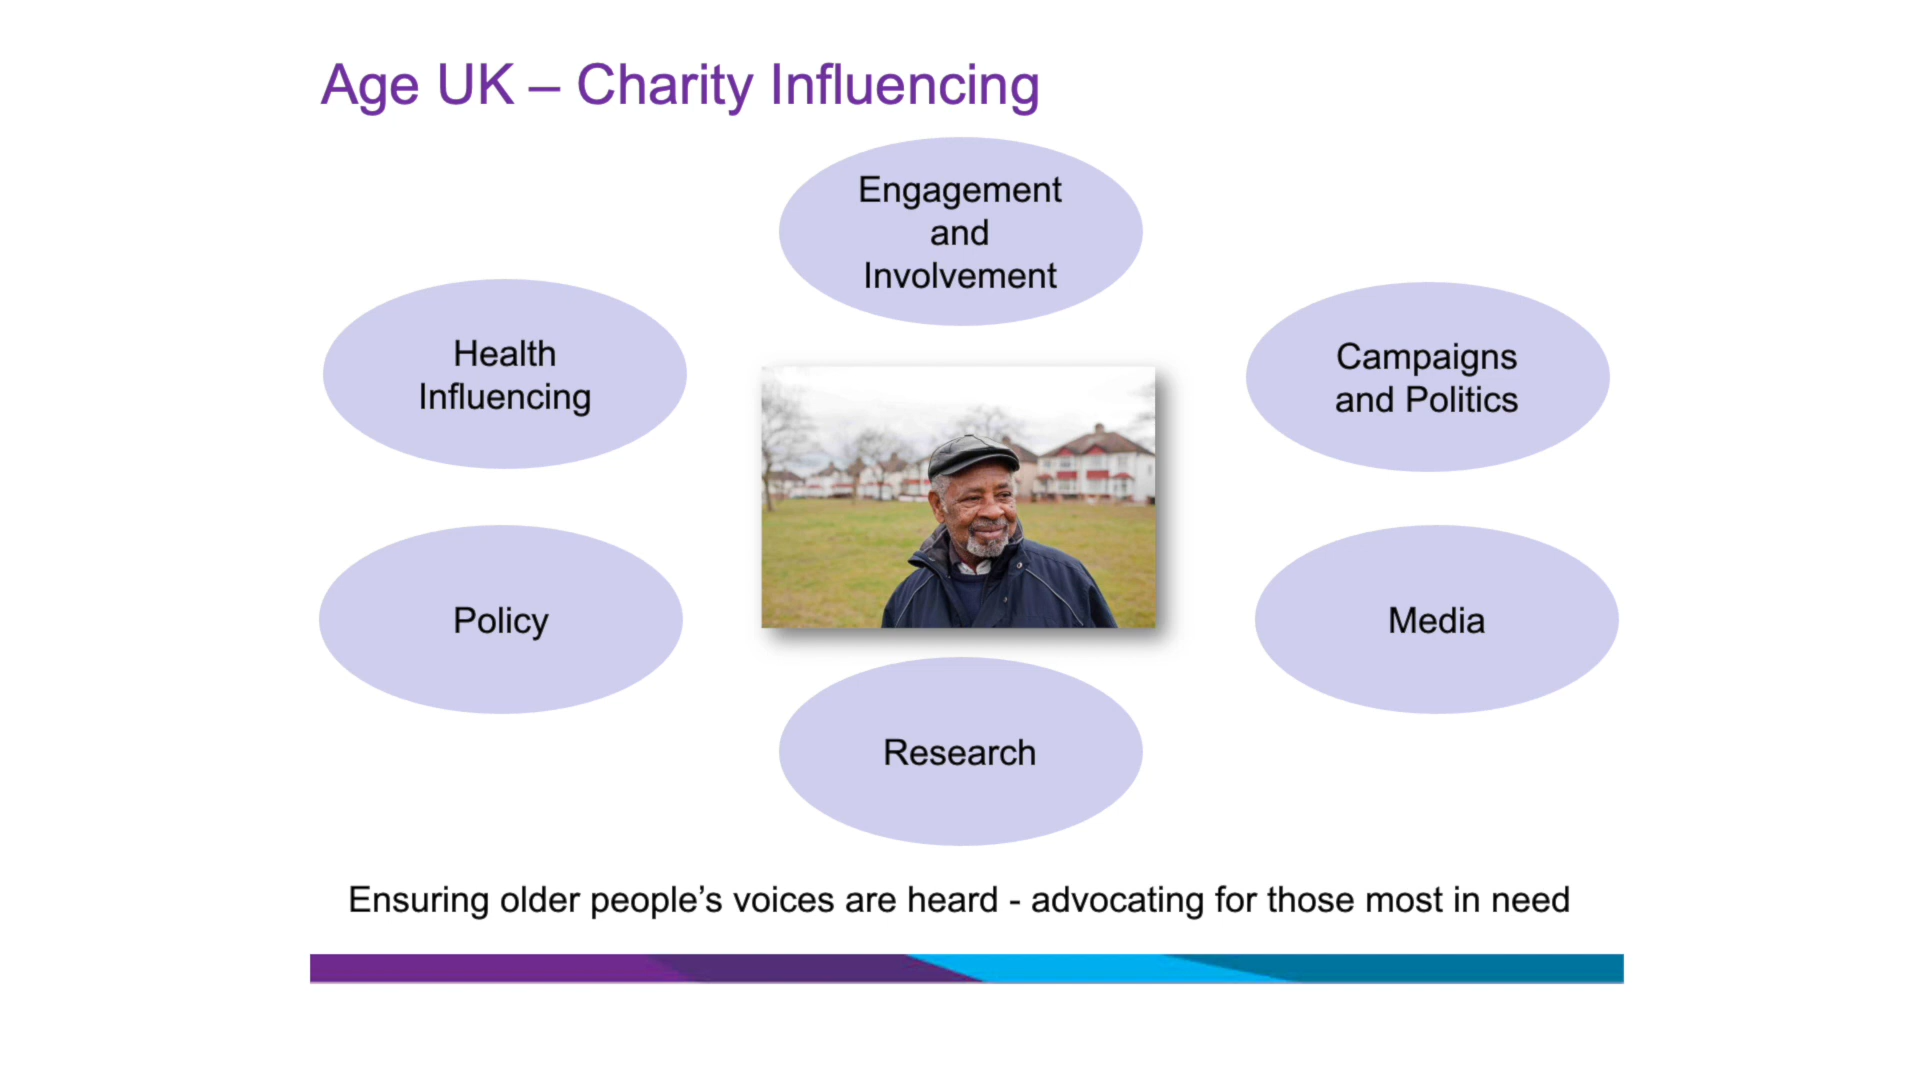 Age UK – Charity Influencing
Engagement
and
Involvement
Health
Influencing
Campaigns
and Politics
Policy
Media
Research
Ensuring older people’s voices are heard - advocating for those most in need